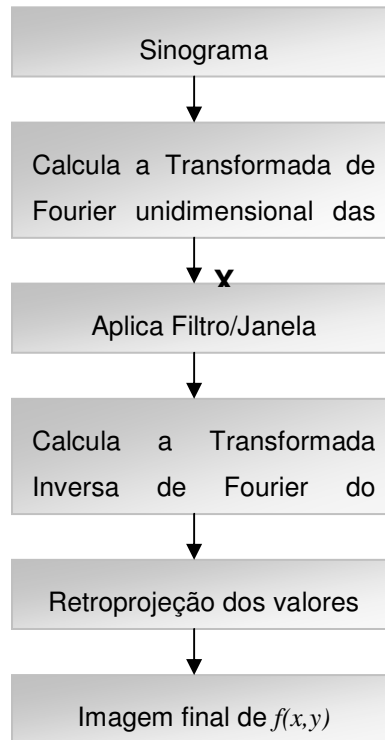 Sinograma
Calcula a Transformada de
Fourier unidimensional das
X
Aplica Filtro/Janela
Calcula a Transformada
Inversa de Fourier do
Retroprojeção dos valores
Imagem final de f(x,y)